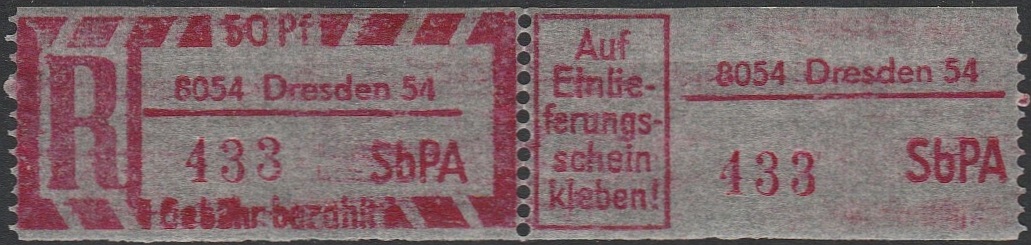 50 Pf
R
8054 Dresden 54
433 SbPA
Gebühr bezahlt
Auf
Einlie-
ferungs-
schein
kleben!
8054 Dresden 54
433 SbPA